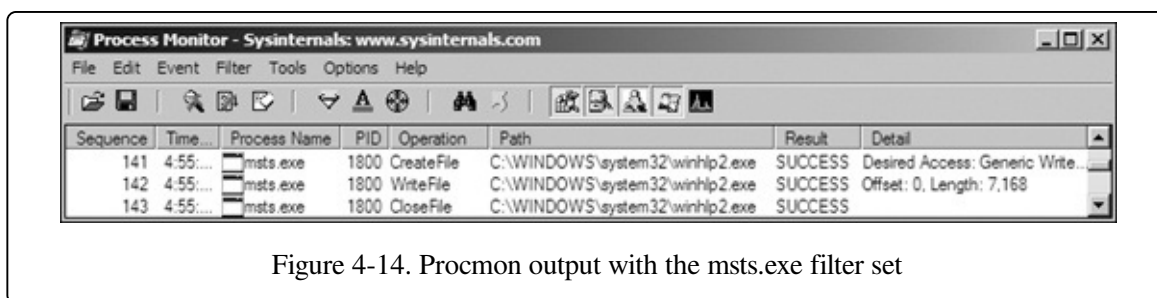 Process Monitor - Sysinternals: www.sysinternals.com
File Edit Event Filter Tools Options Help
Sequence Time... Process Name PID Operation Path Result Detail
141 4:55:... msts.exe 1800 CreateFile C:\WINDOWS\system32\winhlp2.exe SUCCESS Desired Access: Generic Write...
142 4:55:... msts.exe 1800 WriteFile C:\WINDOWS\system32\winhlp2.exe SUCCESS Offset: 0, Length: 7,168
143 4:55:... msts.exe 1800 CloseFile C:\WINDOWS\system32\winhlp2.exe SUCCESS
Figure 4-14. Procmon output with the msts.exe filter set